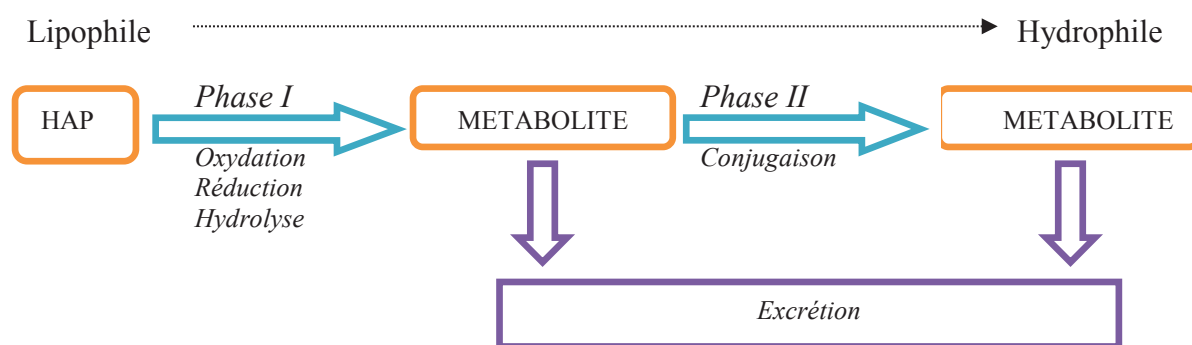 Lipophile
Hydrophile
HAP
Phase I
METABOLITE
Phase II
METABOLITE
Oxydation
Réduction
Hydrolyse
Conjugaison
Excrétion